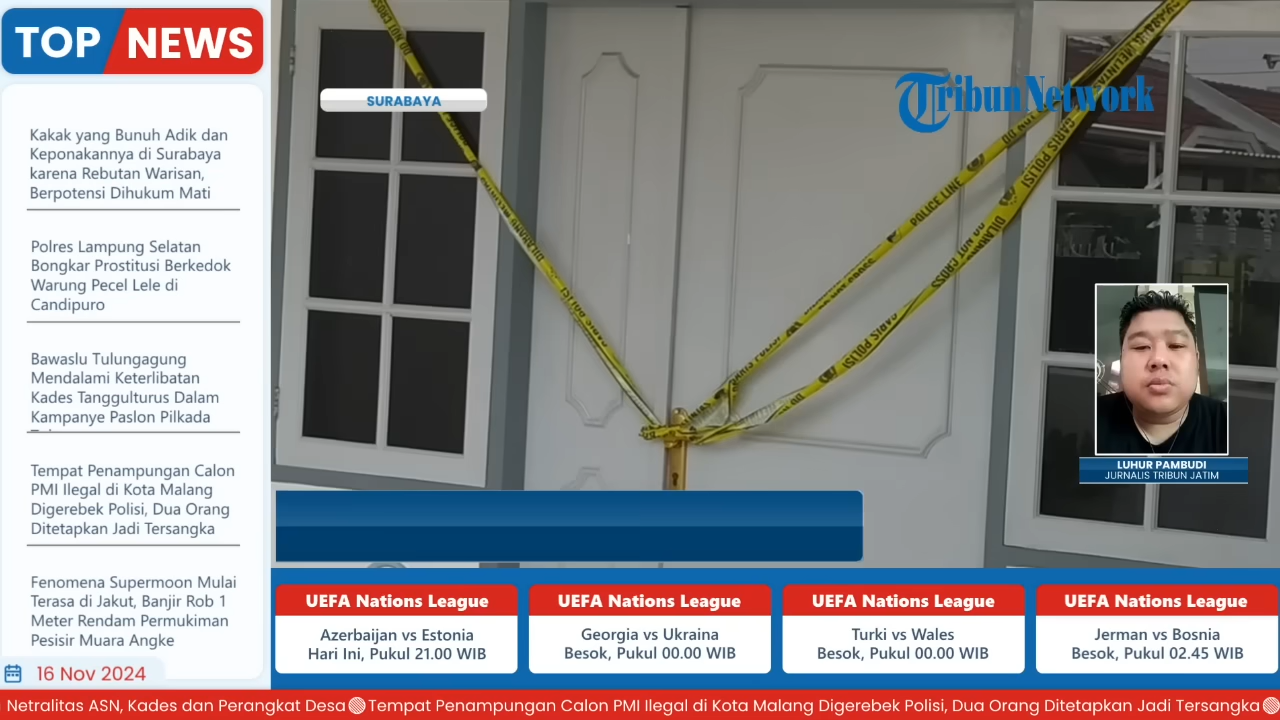 TOP NEWS
Kakak yang Bunuh Adik dan
Keponakannya di Surabaya
karena Rebutan Warisan,
Berpotensi Dihukum Mati
Polres Lampung Selatan
Bongkar Prostitusi Berkedok
Warung Pecel Lele di
Candipuro
Bawaslu Tulungagung
Mendalami Keterlibatan
Kades Tanggulturus Dalam
Kampanye Paslon Pilkada
Tempat Penampungan Calon
PMI Ilegal di Kota Malang
Digerebek Polisi, Dua Orang
Ditetapkan Jadi Tersangka
Fenomena Supermoon Mulai
Terasa di Jakut, Banjir Rob 1
Meter Rendam Permukiman
Pesisir Muara Angke
16 Nov 2024
SURABAYA
TribunNetwork
POLICE LINE
GARIS POLISI
GARIS POLISI
LUHUR PAMBUDI
JURNALIS TRIBUN JATIM
UEFA Nations League
Azerbaijan vs Estonia
Hari Ini, Pukul 21.00 WIB
UEFA Nations League
Georgia vs Ukraina
Besok, Pukul 00.00 WIB
UEFA Nations League
Turki vs Wales
Besok, Pukul 00.00 WIB
UEFA Nations League
Jerman vs Bosnia
Besok, Pukul 02.45 WIB
Netralitas ASN, Kades dan Perangkat Desa Tempat Penampungan Calon PMI Ilegal di Kota Malang Digerebek Polisi, Dua Orang Ditetapkan Jadi Tersangka